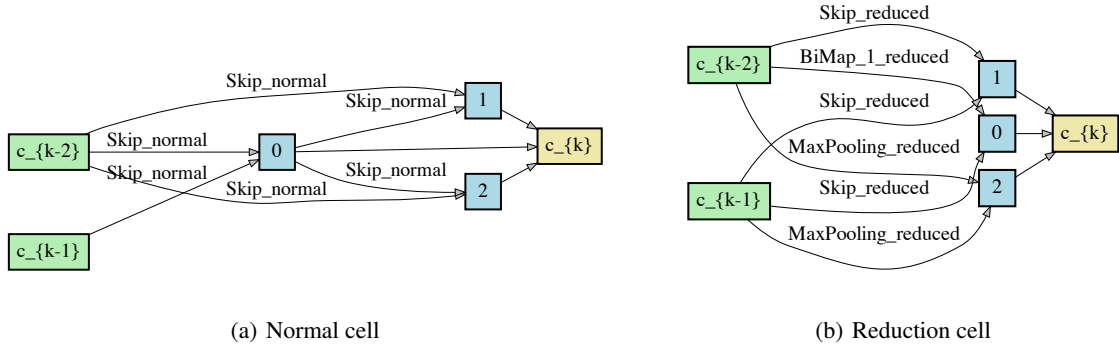 Skip_normal
Skip_normal
1
c_{k-2}
Skip_normal
0
c_{k}
Skip_normal
Skip_normal
Skip_normal
2
c_{k-1}
(a) Normal cell
Skip_reduced
c_{k-2}
BiMap_1_reduced
1
Skip_reduced
0
c_{k}
MaxPooling_reduced
c_{k-1}
Skip_reduced
2
MaxPooling_reduced
(b) Reduction cell